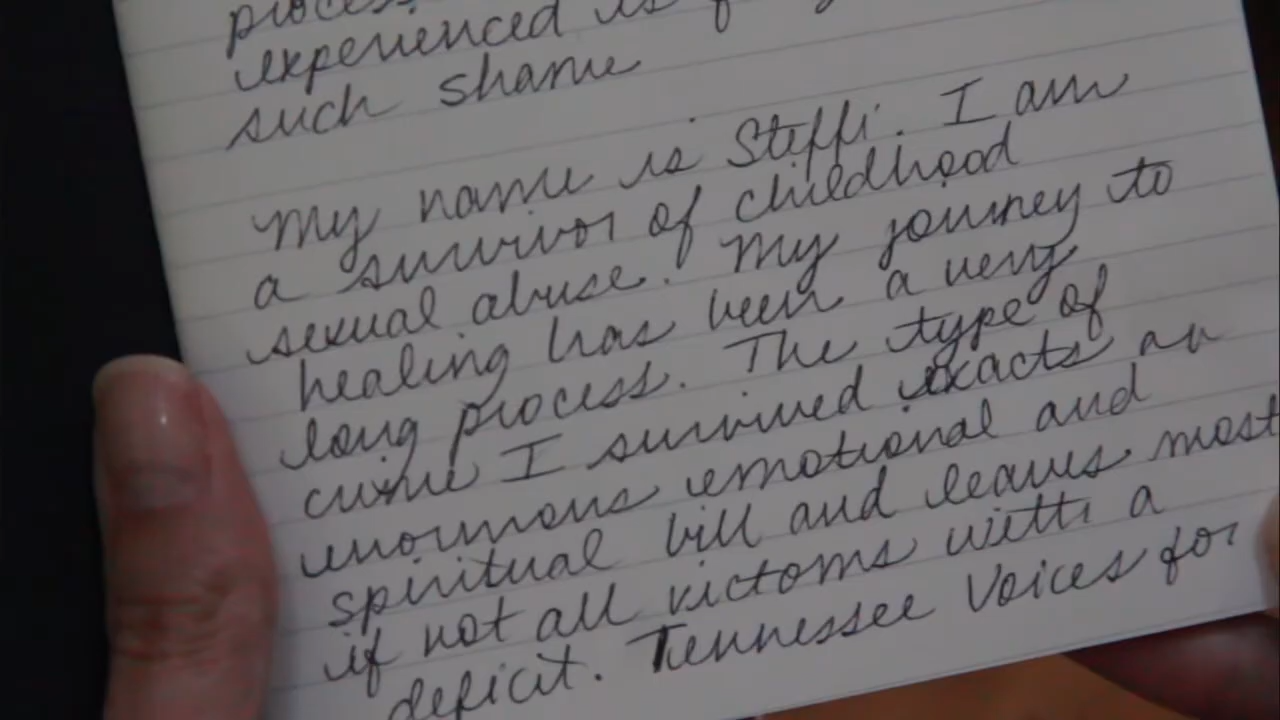 experienced is
such shame
My name is Steffi. I am
a survivor of childhood
sexual abuse. My journey to
healing has been a very
long process. The type of
crime I survived exacts an
enormous emotional and
spiritual bill and leaves most
if not all victoms with a
deficit. Tennessee Voices for